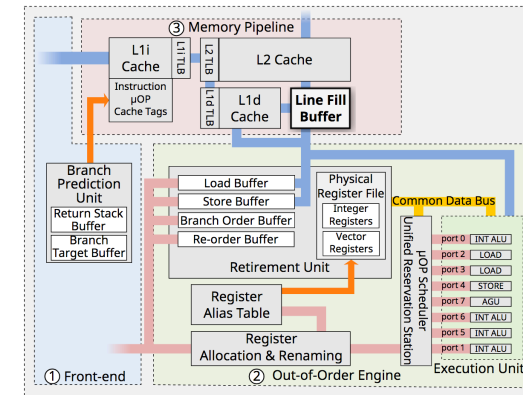 ③ Memory Pipeline
L1i
Cache
L1i TLB
L2 TLB
L2 Cache
Instruction
µOP
Cache Tags
L1d TLB
L1d
Cache
Line Fill
Buffer
Branch
Prediction
Unit
Return Stack
Buffer
Branch
Target Buffer
Load Buffer
Store Buffer
Branch Order Buffer
Re-order Buffer
Physical
Register File
Integer
Registers
Vector
Registers
Retirement Unit
Common Data Bus
µOP Scheduler
Unified Reservation Station
port 0 INT ALU
port 2 LOAD
port 3 LOAD
port 4 STORE
port 7 AGU
port 6 INT ALU
port 5 INT ALU
port 1 INT ALU
Execution Unit
Register
Alias Table
Register
Allocation & Renaming
① Front-end
② Out-of-Order Engine